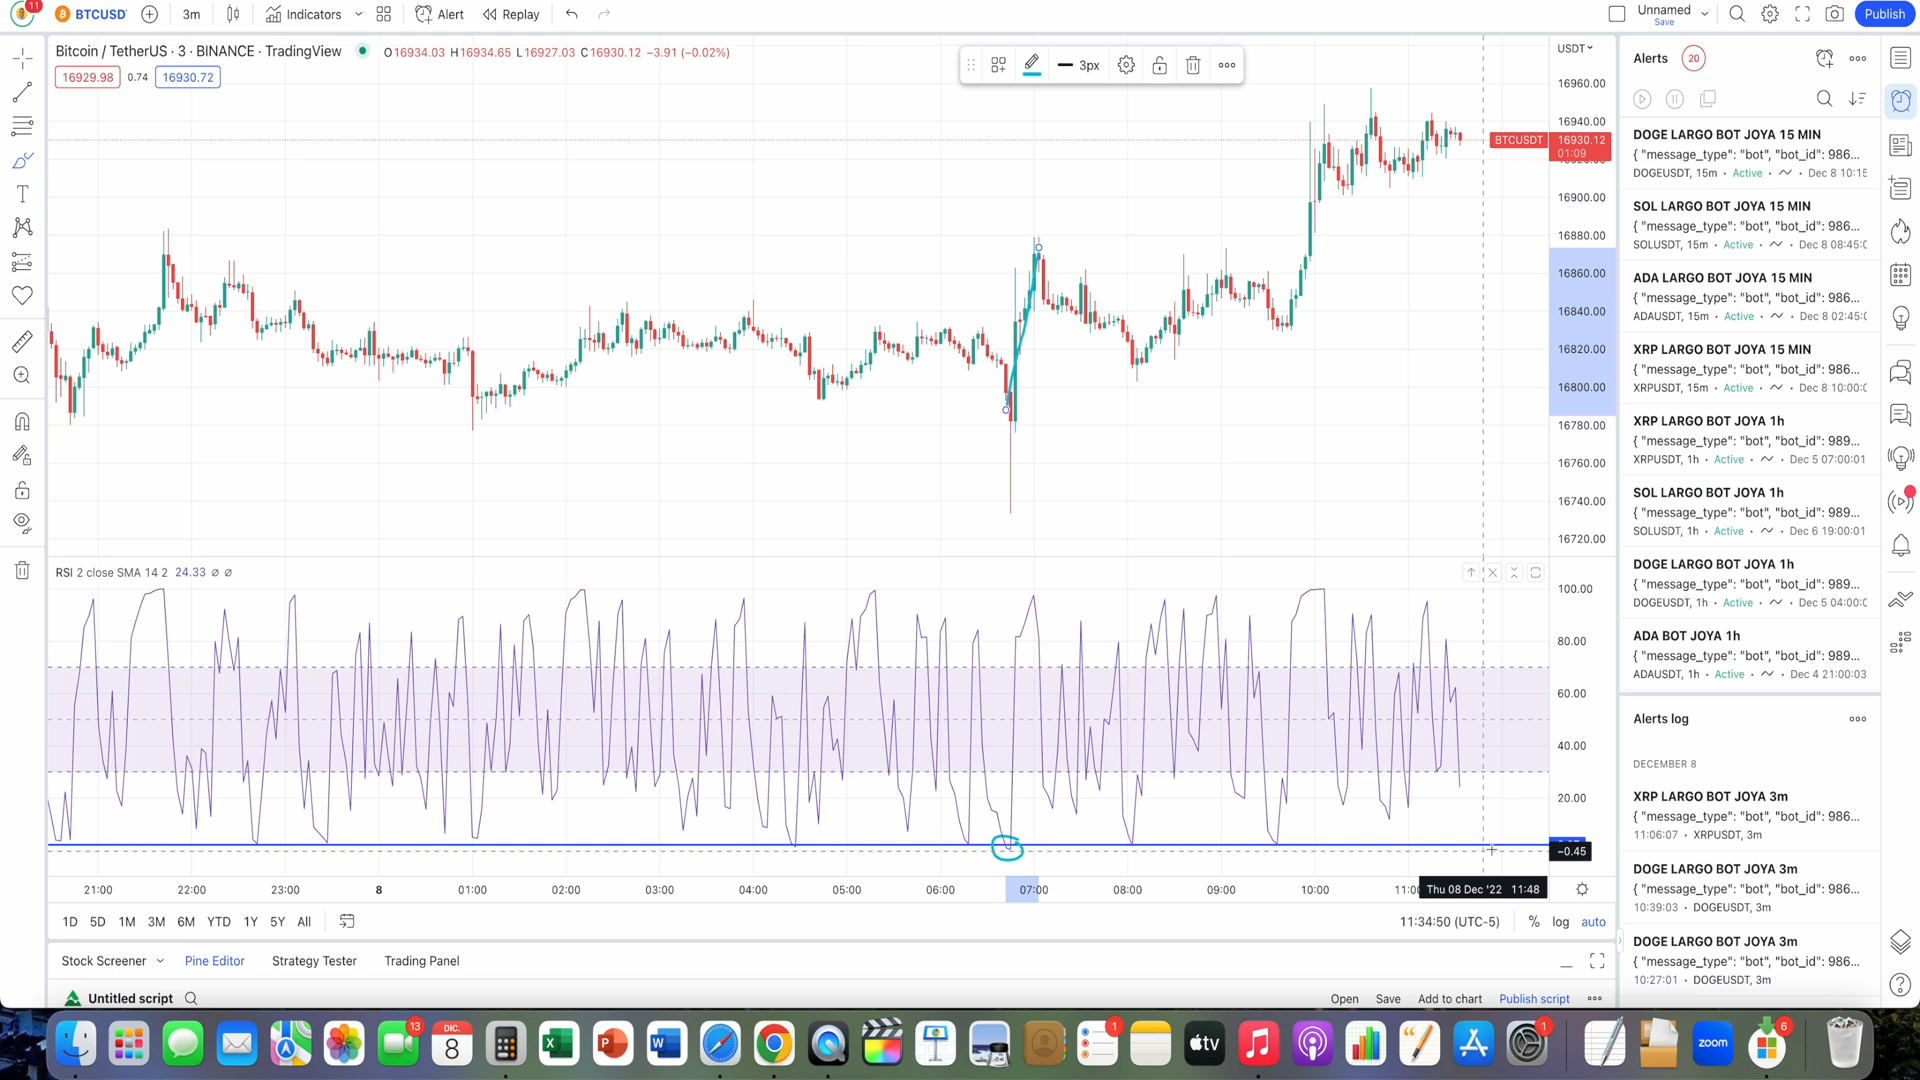 11
BTCUSD
3m
Indicators
Alert
Replay
Unnamed
Save
Publish
Bitcoin / TetherUS · 3 · BINANCE · TradingView
O16934.03 H16934.65 L16927.03 C16930.12 −3.91 (−0.02%)
16929.98
0.74
16930.72
3px
USDT
16960.00
16940.00
BTCUSDT
16930.12
01:09
16900.00
16880.00
16860.00
16840.00
16820.00
16800.00
16780.00
16760.00
16740.00
16720.00
RSI 2 close SMA 14 2 24.33 ∅ ∅
100.00
80.00
60.00
40.00
20.00
−0.45
21:00
22:00
23:00
8
01:00
02:00
03:00
04:00
05:00
06:00
07:00
08:00
09:00
10:00
11:00
Thu 08 Dec '22 11:48
1D
5D
1M
3M
6M
YTD
1Y
5Y
All
11:34:50 (UTC-5)
%
log
auto
Stock Screener
Pine Editor
Strategy Tester
Trading Panel
Untitled script
Open
Save
Add to chart
Publish script
Alerts
20
DOGE LARGO BOT JOYA 15 MIN
{ "message_type": "bot", "bot_id": 986...
DOGEUSDT, 15m · Active · Dec 8 10:15
SOL LARGO BOT JOYA 15 MIN
{ "message_type": "bot", "bot_id": 986...
SOLUSDT, 15m · Active · Dec 8 08:45:0
ADA LARGO BOT JOYA 15 MIN
{ "message_type": "bot", "bot_id": 986...
ADAUSDT, 15m · Active · Dec 8 02:45:0
XRP LARGO BOT JOYA 15 MIN
{ "message_type": "bot", "bot_id": 986...
XRPUSDT, 15m · Active · Dec 8 10:00:0
XRP LARGO BOT JOYA 1h
{ "message_type": "bot", "bot_id": 989...
XRPUSDT, 1h · Active · Dec 5 07:00:01
SOL LARGO BOT JOYA 1h
{ "message_type": "bot", "bot_id": 989...
SOLUSDT, 1h · Active · Dec 6 19:00:01
DOGE LARGO BOT JOYA 1h
{ "message_type": "bot", "bot_id": 989...
DOGEUSDT, 1h · Active · Dec 5 04:00:0
ADA BOT JOYA 1h
{ "message_type": "bot", "bot_id": 989...
ADAUSDT, 1h · Active · Dec 4 21:00:03
Alerts log
DECEMBER 8
XRP LARGO BOT JOYA 3m
{ "message_type": "bot", "bot_id": 986...
11:06:07 · XRPUSDT, 3m
DOGE LARGO BOT JOYA 3m
{ "message_type": "bot", "bot_id": 986...
10:39:03 · DOGEUSDT, 3m
DOGE LARGO BOT JOYA 3m
{ "message_type": "bot", "bot_id": 986...
10:27:01 · DOGEUSDT, 3m
13
DIC.
8
X
P
W
1
tv
1
zoom
6